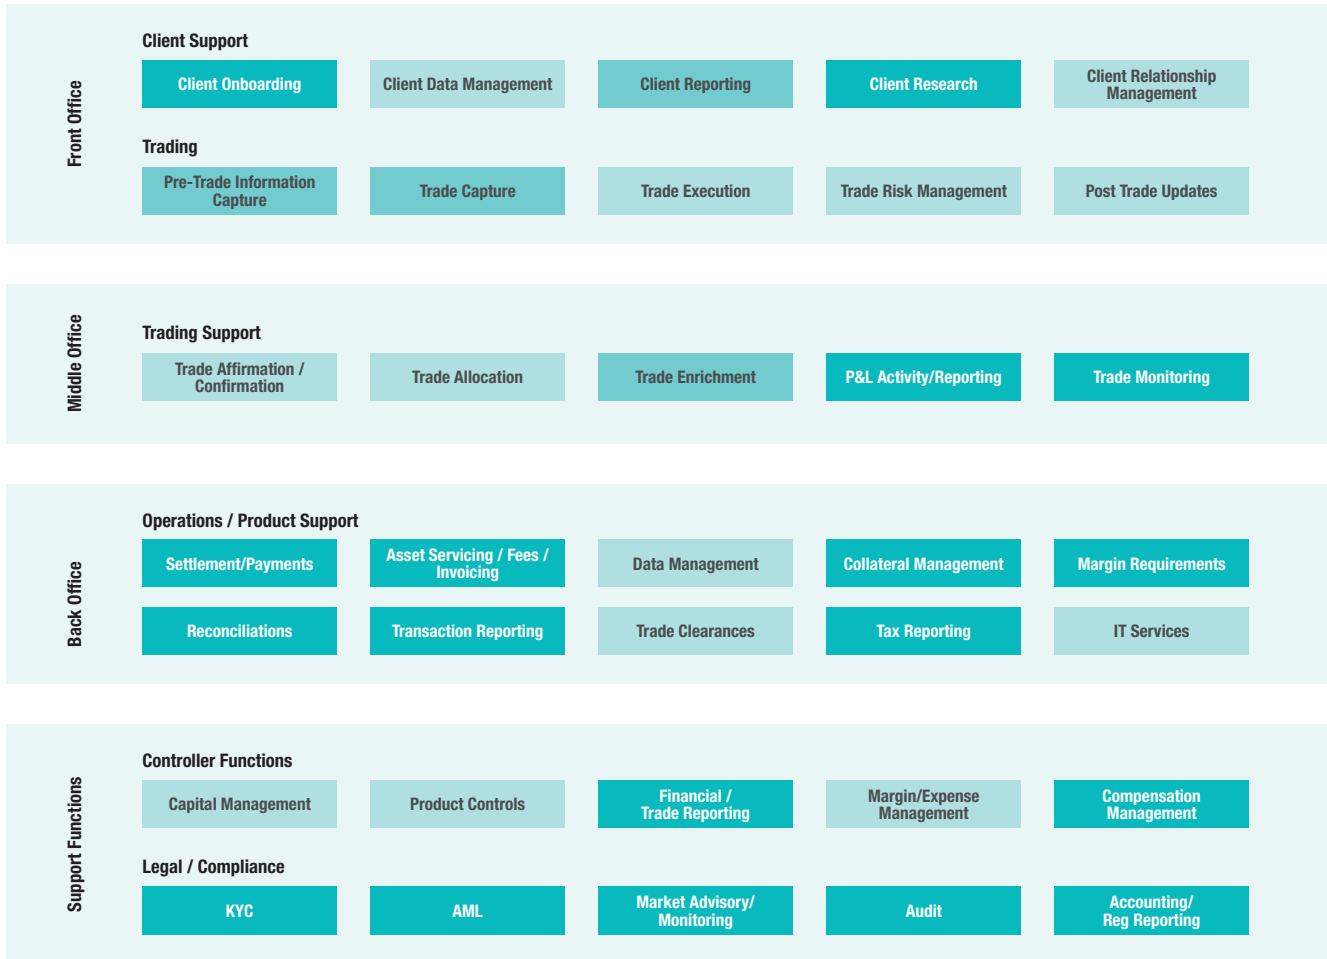 Front Office
Client Support
Client Onboarding
Client Data Management
Client Reporting
Client Research
Client Relationship
Management
Trading
Pre-Trade Information
Capture
Trade Capture
Trade Execution
Trade Risk Management
Post Trade Updates
Middle Office
Trading Support
Trade Affirmation /
Confirmation
Trade Allocation
Trade Enrichment
P&L Activity/Reporting
Trade Monitoring
Back Office
Operations / Product Support
Settlement/Payments
Asset Servicing / Fees /
Invoicing
Data Management
Collateral Management
Margin Requirements
Reconciliations
Transaction Reporting
Trade Clearances
Tax Reporting
IT Services
Support Functions
Controller Functions
Capital Management
Product Controls
Financial /
Trade Reporting
Margin/Expense
Management
Compensation
Management
Legal / Compliance
KYC
AML
Market Advisory/
Monitoring
Audit
Accounting/
Reg Reporting